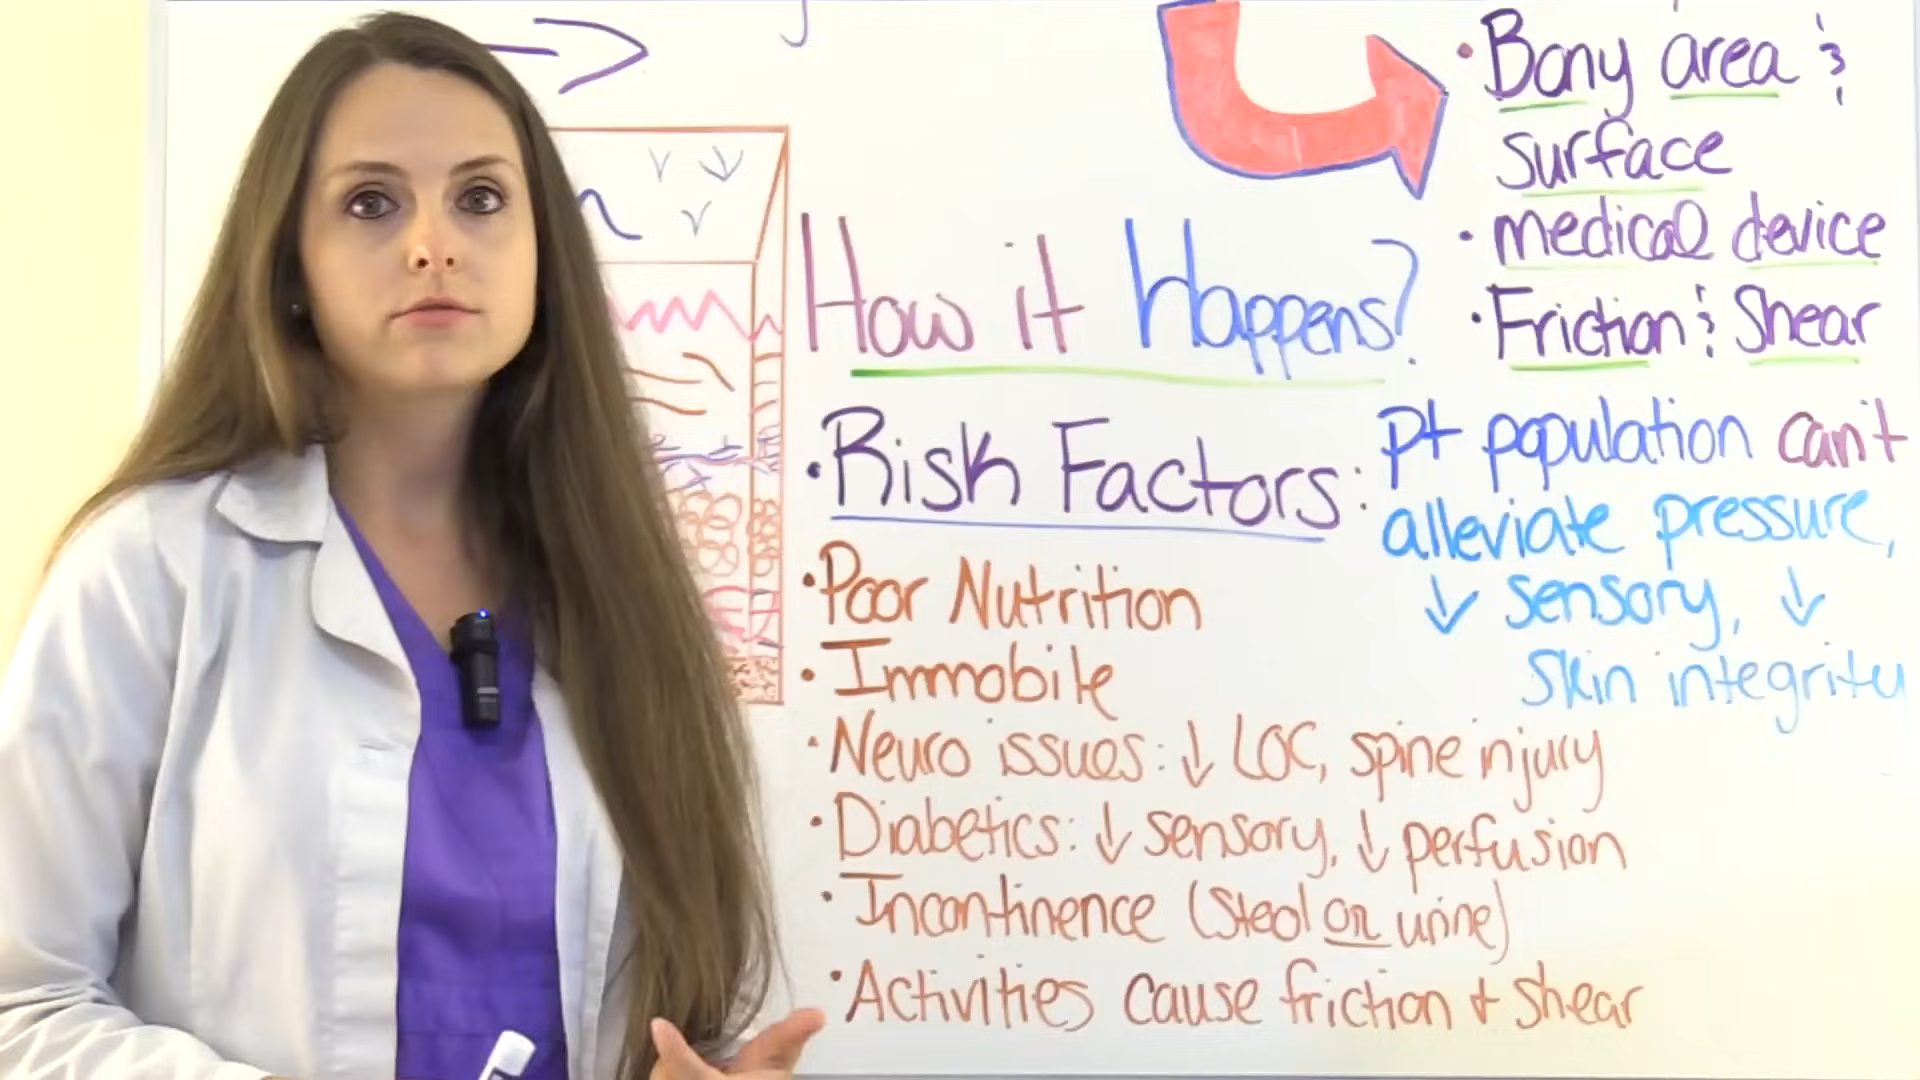 • Bony area &
surface
• medical device
• Friction & Shear
How it Happens?
• Risk Factors: pt population can't
alleviate pressure,
↓ sensory, ↓
skin integrity
• Poor Nutrition
• Immobile
• Neuro issues: ↓ LOC, spine injury
• Diabetics: ↓ sensory, ↓ perfusion
• Incontinence (stool or urine)
• Activities cause friction + shear